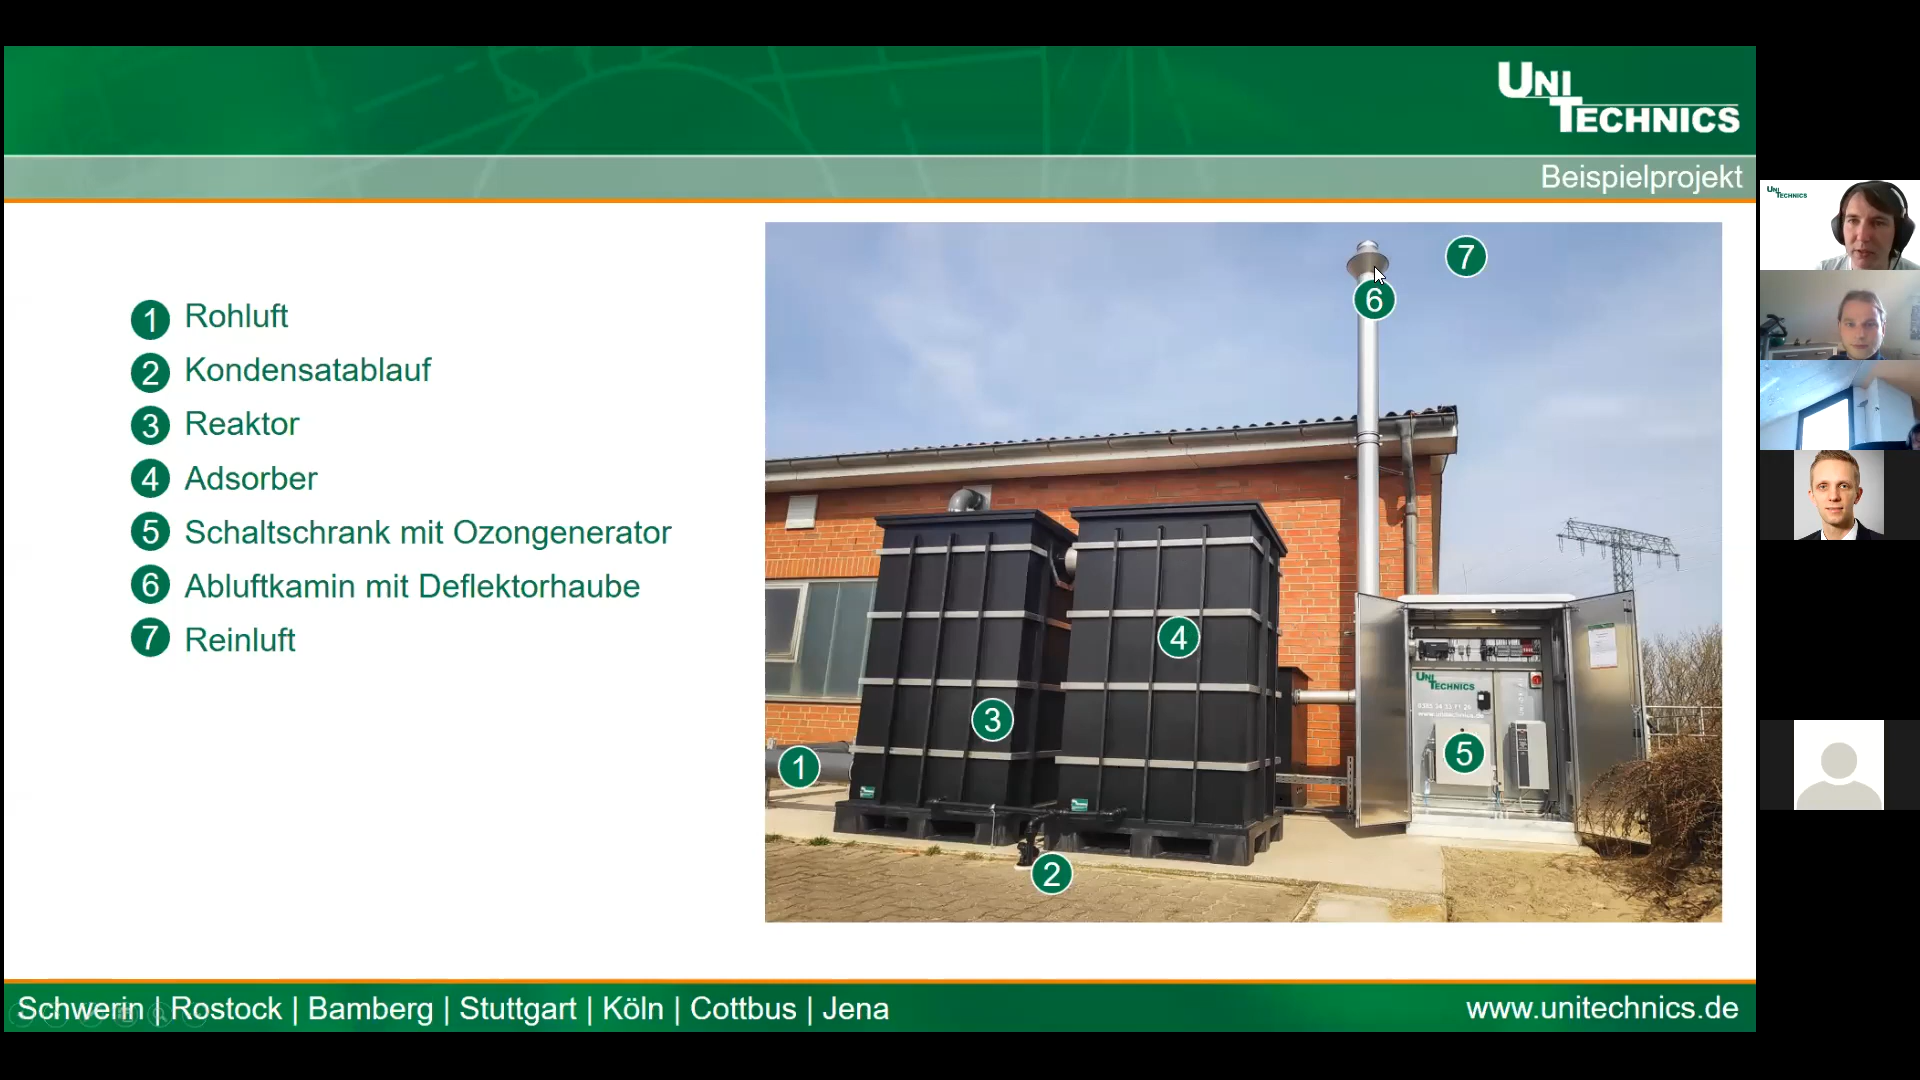 UNI
TECHNICS
Beispielprojekt
1 Rohluft
2 Kondensatablauf
3 Reaktor
4 Adsorber
5 Schaltschrank mit Ozongenerator
6 Abluftkamin mit Deflektorhaube
7 Reinluft
7
6
4
3
1
5
2
UNI
TECHNICS
UNI
TECHNICS
Schwerin | Rostock | Bamberg | Stuttgart | Köln | Cottbus | Jena
www.unitechnics.de